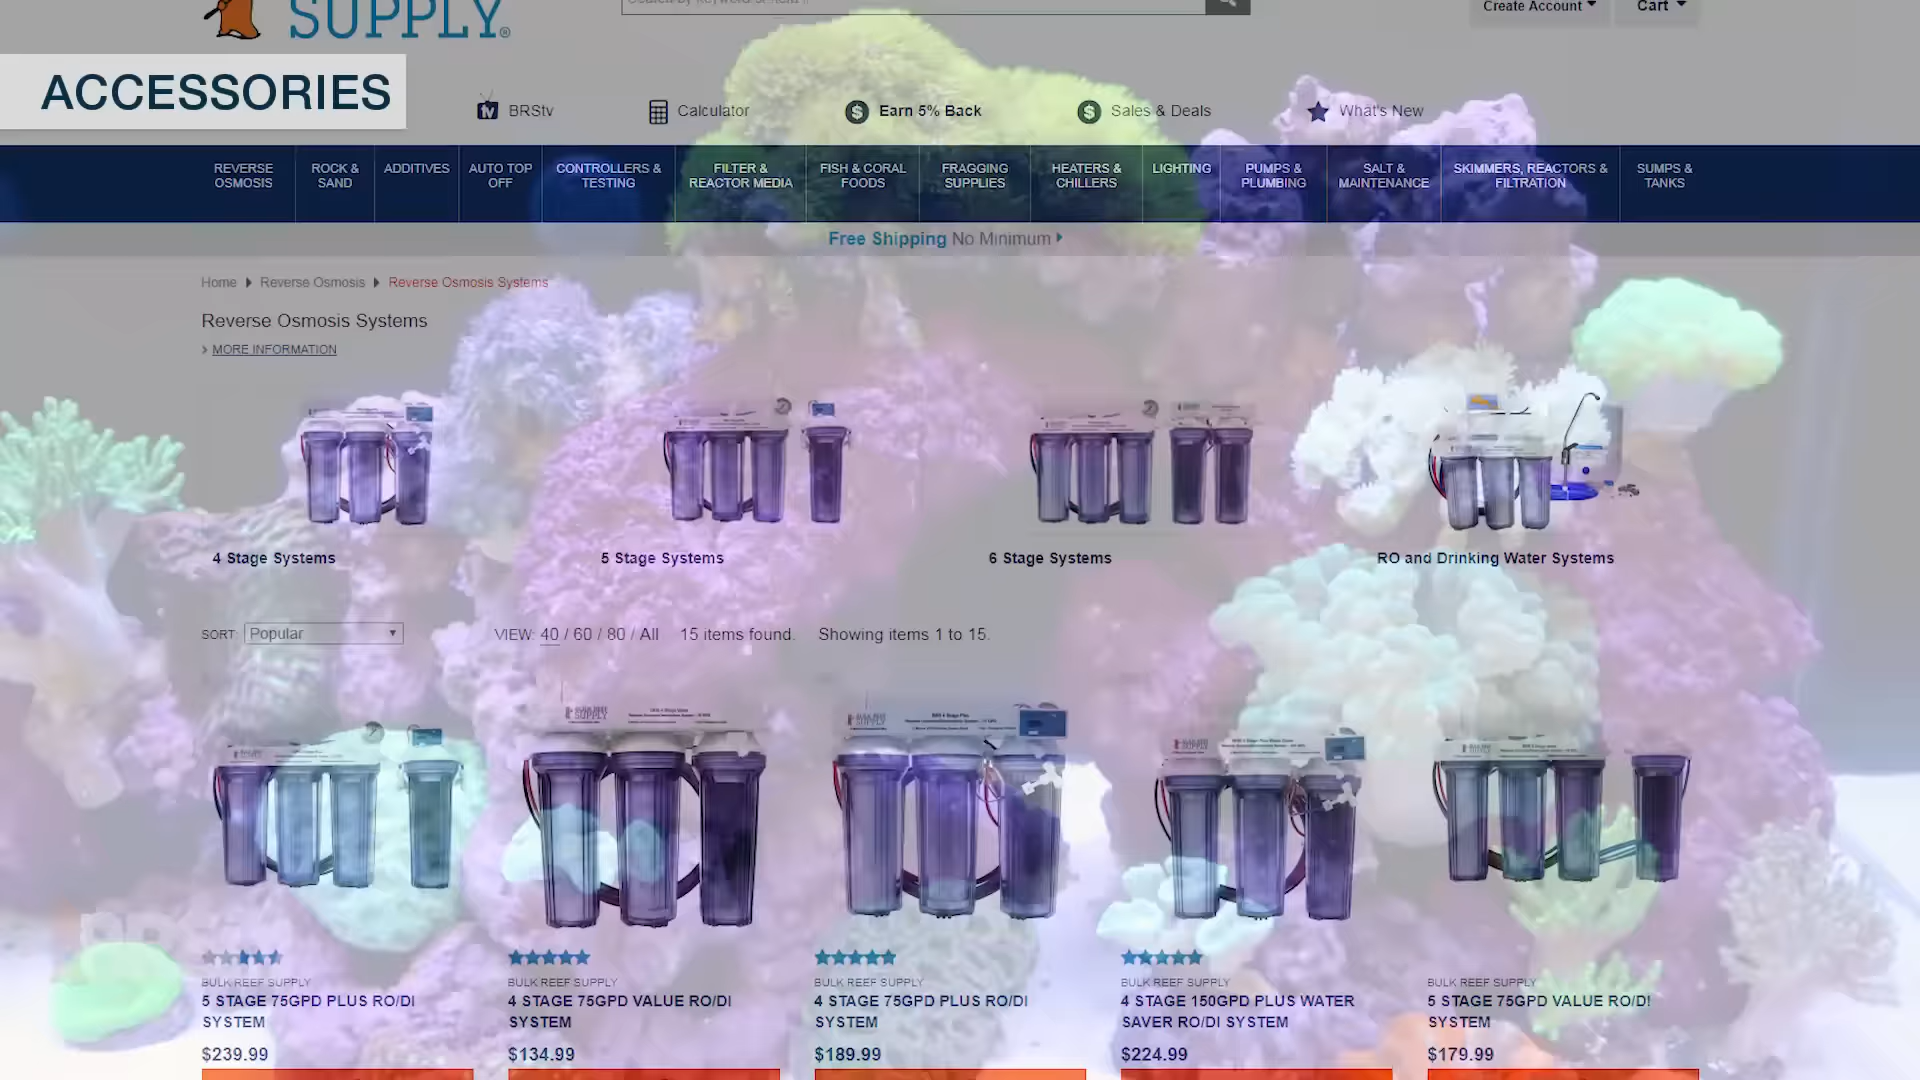 SUPPLY®
Create Account
Cart
ACCESSORIES
BRStv
Calculator
Earn 5% Back
Sales & Deals
What's New
REVERSE OSMOSIS
ROCK & SAND
ADDITIVES
AUTO TOP OFF
CONTROLLERS & TESTING
FILTER & REACTOR MEDIA
FISH & CORAL FOODS
FRAGGING SUPPLIES
HEATERS & CHILLERS
LIGHTING
PUMPS & PLUMBING
SALT & MAINTENANCE
SKIMMERS, REACTORS & FILTRATION
SUMPS & TANKS
Free Shipping No Minimum
Home Reverse Osmosis Reverse Osmosis Systems
Reverse Osmosis Systems
MORE INFORMATION
4 Stage Systems
5 Stage Systems
6 Stage Systems
RO and Drinking Water Systems
SORT: Popular
VIEW: 40 / 60 / 80 / All 15 items found. Showing items 1 to 15.
BULK REEF SUPPLY
5 STAGE 75GPD PLUS RO/DI
SYSTEM
$239.99
BULK REEF SUPPLY
4 STAGE 75GPD VALUE RO/DI
SYSTEM
$134.99
BULK REEF SUPPLY
4 STAGE 75GPD PLUS RO/DI
SYSTEM
$189.99
BULK REEF SUPPLY
4 STAGE 150GPD PLUS WATER
SAVER RO/DI SYSTEM
$224.99
BULK REEF SUPPLY
5 STAGE 75GPD VALUE RO/DI
SYSTEM
$179.99